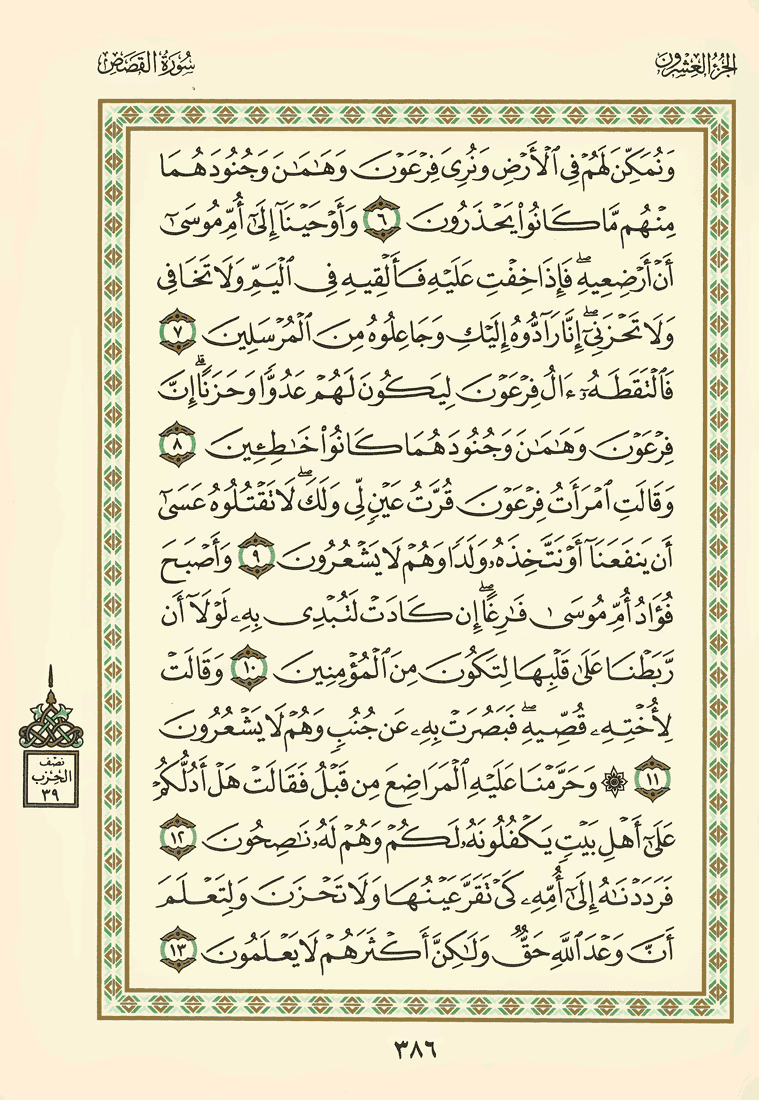 الجزء العشرون
سورة القصص
وَنُمَكِّنَ لَهُمْ فِي ٱلْأَرْضِ وَنُرِىَ فِرْعَوْنَ وَهَٰمَٰنَ وَجُنُودَهُمَا
مِنْهُم مَّا كَانُوا۟ يَحْذَرُونَ ٦ وَأَوْحَيْنَآ إِلَىٰٓ أُمِّ مُوسَىٰٓ
أَنْ أَرْضِعِيهِ ۖ فَإِذَا خِفْتِ عَلَيْهِ فَأَلْقِيهِ فِى ٱلْيَمِّ وَلَا تَخَافِى
وَلَا تَحْزَنِىٓ ۖ إِنَّا رَآدُّوهُ إِلَيْكِ وَجَاعِلُوهُ مِنَ ٱلْمُرْسَلِينَ ٧
فَٱلْتَقَطَهُۥٓ ءَالُ فِرْعَوْنَ لِيَكُونَ لَهُمْ عَدُوًّا وَحَزَنًا ۗ إِنَّ
فِرْعَوْنَ وَهَٰمَٰنَ وَجُنُودَهُمَا كَانُوا۟ خَٰطِـِٔينَ ٨
وَقَالَتِ ٱمْرَأَتُ فِرْعَوْنَ قُرَّتُ عَيْنٍ لِّى وَلَكَ ۖ لَا تَقْتُلُوهُ عَسَىٰٓ
أَن يَنفَعَنَآ أَوْ نَتَّخِذَهُۥ وَلَدًا وَهُمْ لَا يَشْعُرُونَ ٩ وَأَصْبَحَ
فُؤَادُ أُمِّ مُوسَىٰ فَٰرِغًا ۖ إِن كَادَتْ لَتُبْدِى بِهِۦ لَوْلَآ أَن
رَّبَطْنَا عَلَىٰ قَلْبِهَا لِتَكُونَ مِنَ ٱلْمُؤْمِنِينَ ١٠ وَقَالَتْ
لِأُخْتِهِۦ قُصِّيهِ ۖ فَبَصُرَتْ بِهِۦ عَن جُنُبٍ وَهُمْ لَا يَشْعُرُونَ
١١ ۞ وَحَرَّمْنَا عَلَيْهِ ٱلْمَرَاضِعَ مِن قَبْلُ فَقَالَتْ هَلْ أَدُلُّكُمْ
عَلَىٰٓ أَهْلِ بَيْتٍ يَكْفُلُونَهُۥ لَكُمْ وَهُمْ لَهُۥ نَٰصِحُونَ ١٢
فَرَدَدْنَٰهُ إِلَىٰٓ أُمِّهِۦ كَىْ تَقَرَّ عَيْنُهَا وَلَا تَحْزَنَ وَلِتَعْلَمَ
أَنَّ وَعْدَ ٱللَّهِ حَقٌّ وَلَٰكِنَّ أَكْثَرَهُمْ لَا يَعْلَمُونَ ١٣
نصف
الحزب
٣٩
٣٨٦